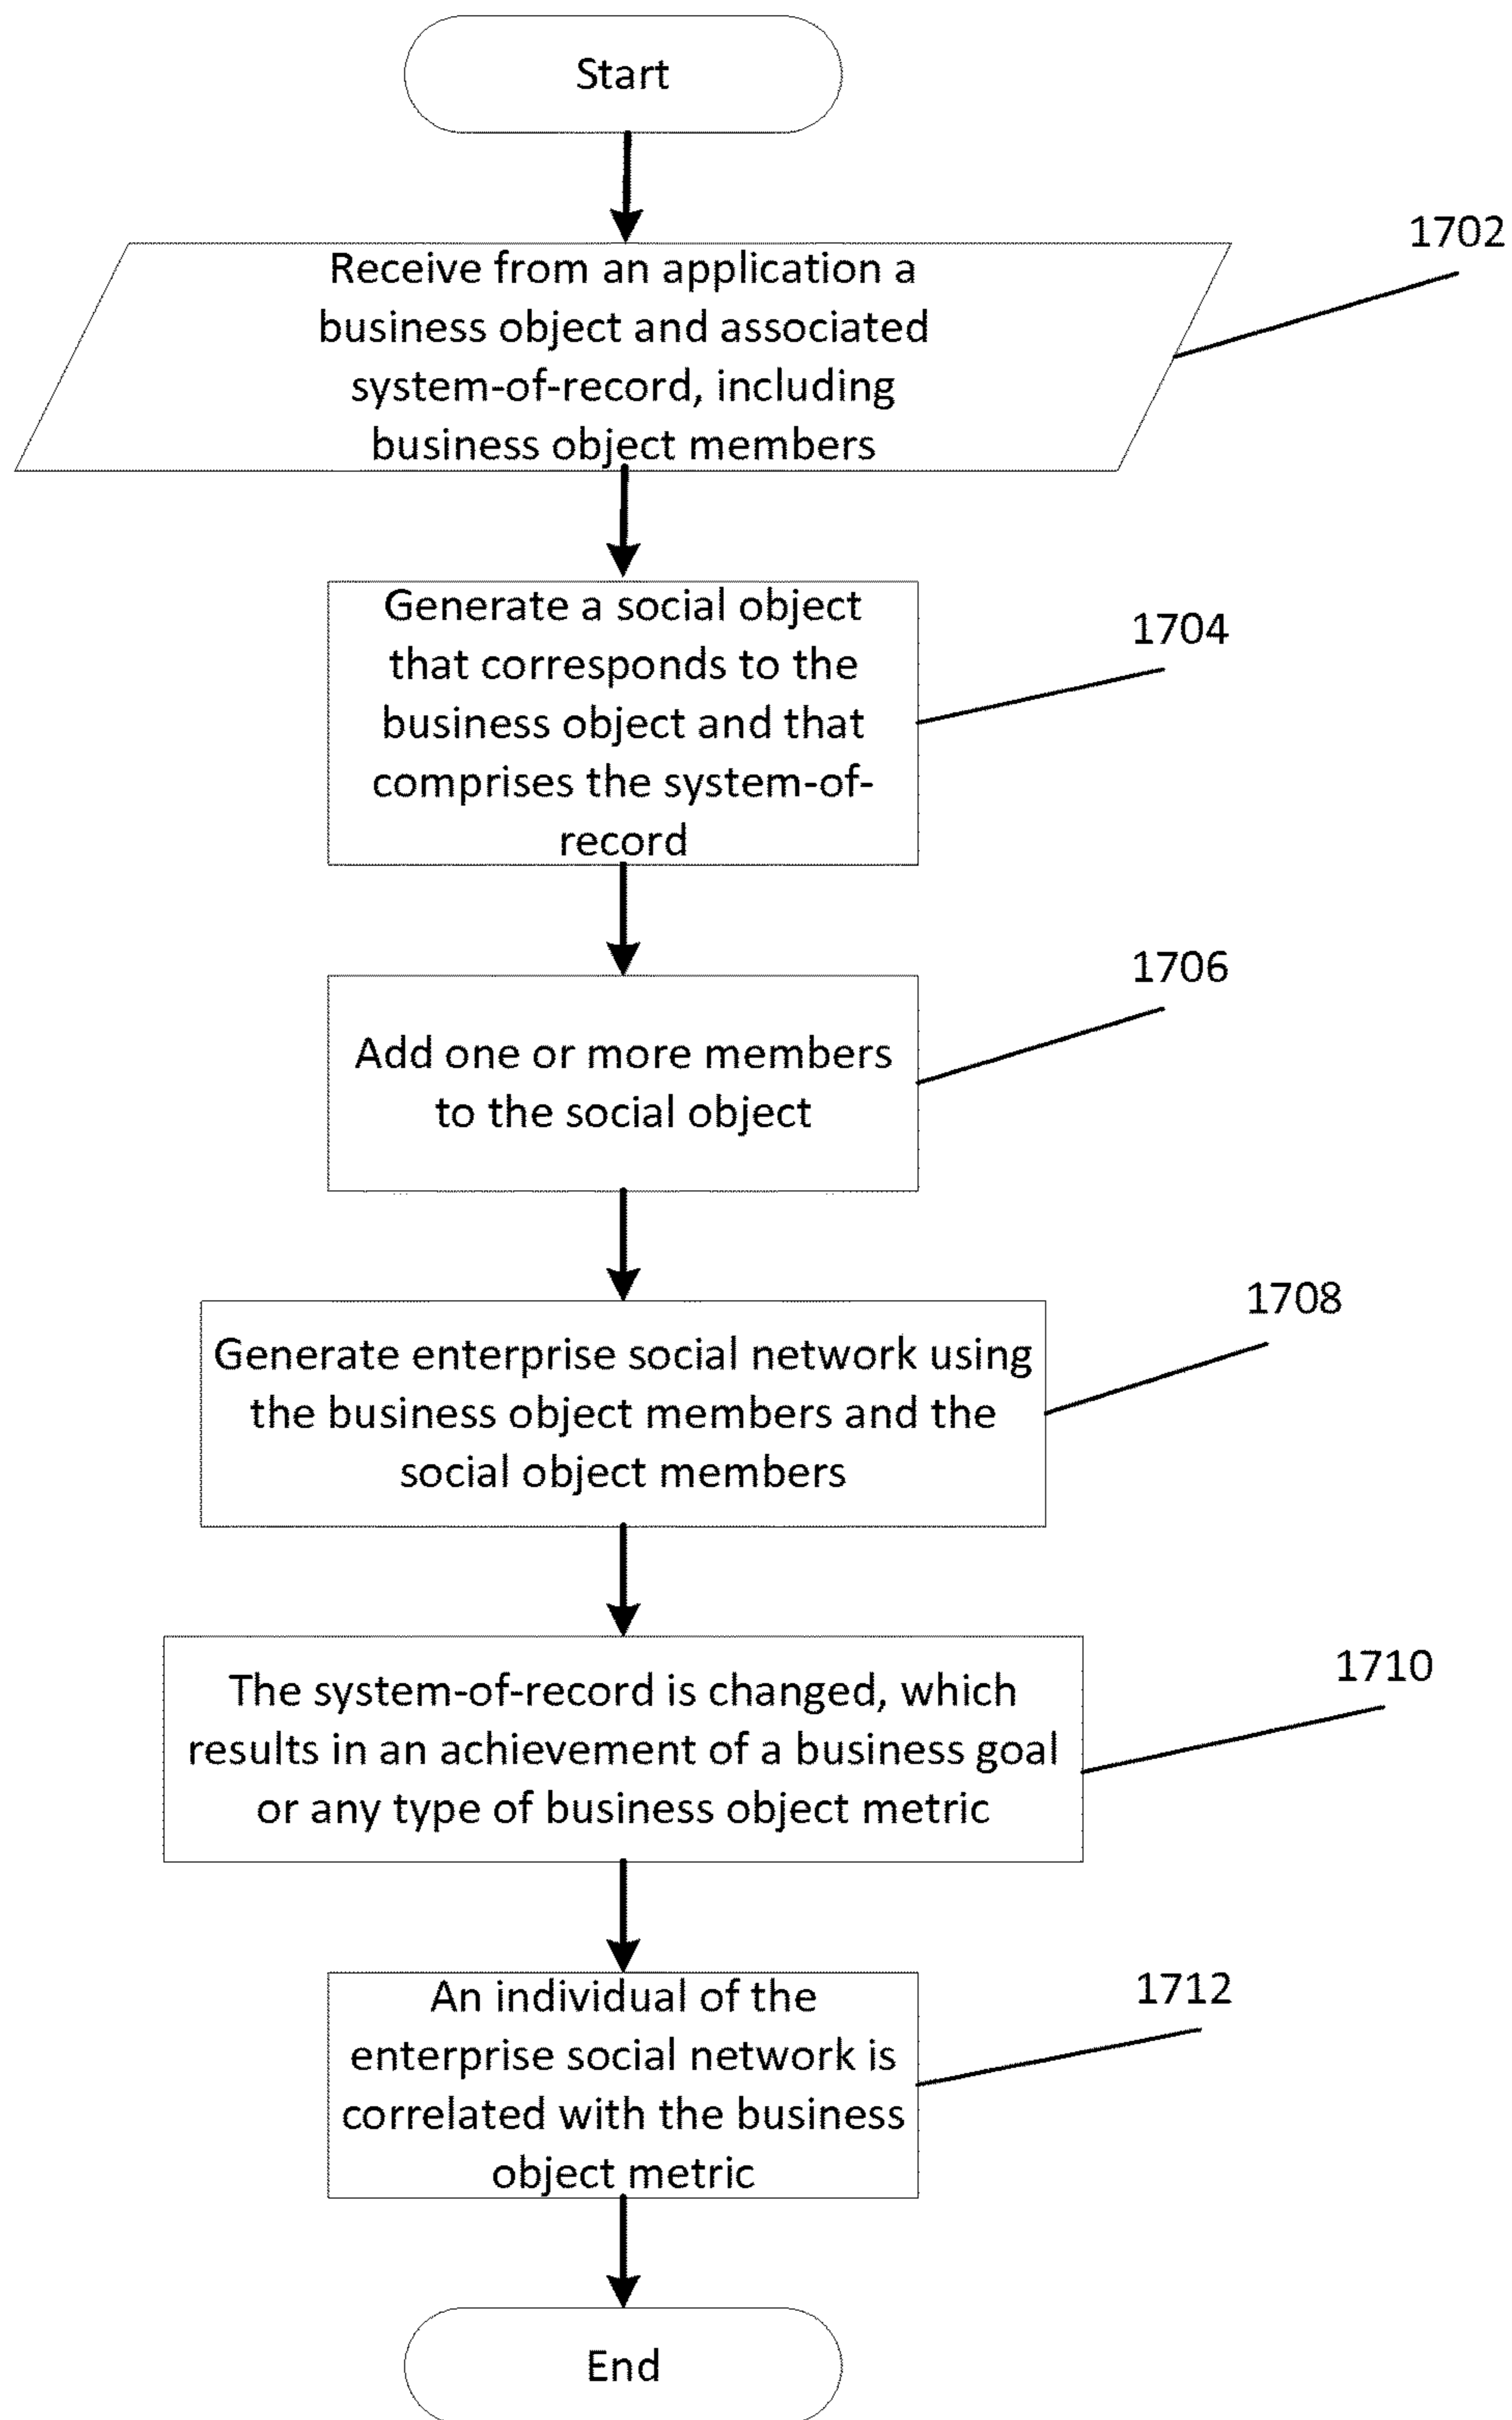 Start
1702
Receive from an application a
business object and associated
system-of-record, including
business object members
1704
Generate a social object
that corresponds to the
business object and that
comprises the system-of-
record
1706
Add one or more members
to the social object
1708
Generate enterprise social network using
the business object members and the
social object members
1710
The system-of-record is changed, which
results in an achievement of a business goal
or any type of business object metric
1712
An individual of the
enterprise social network is
correlated with the business
object metric
End